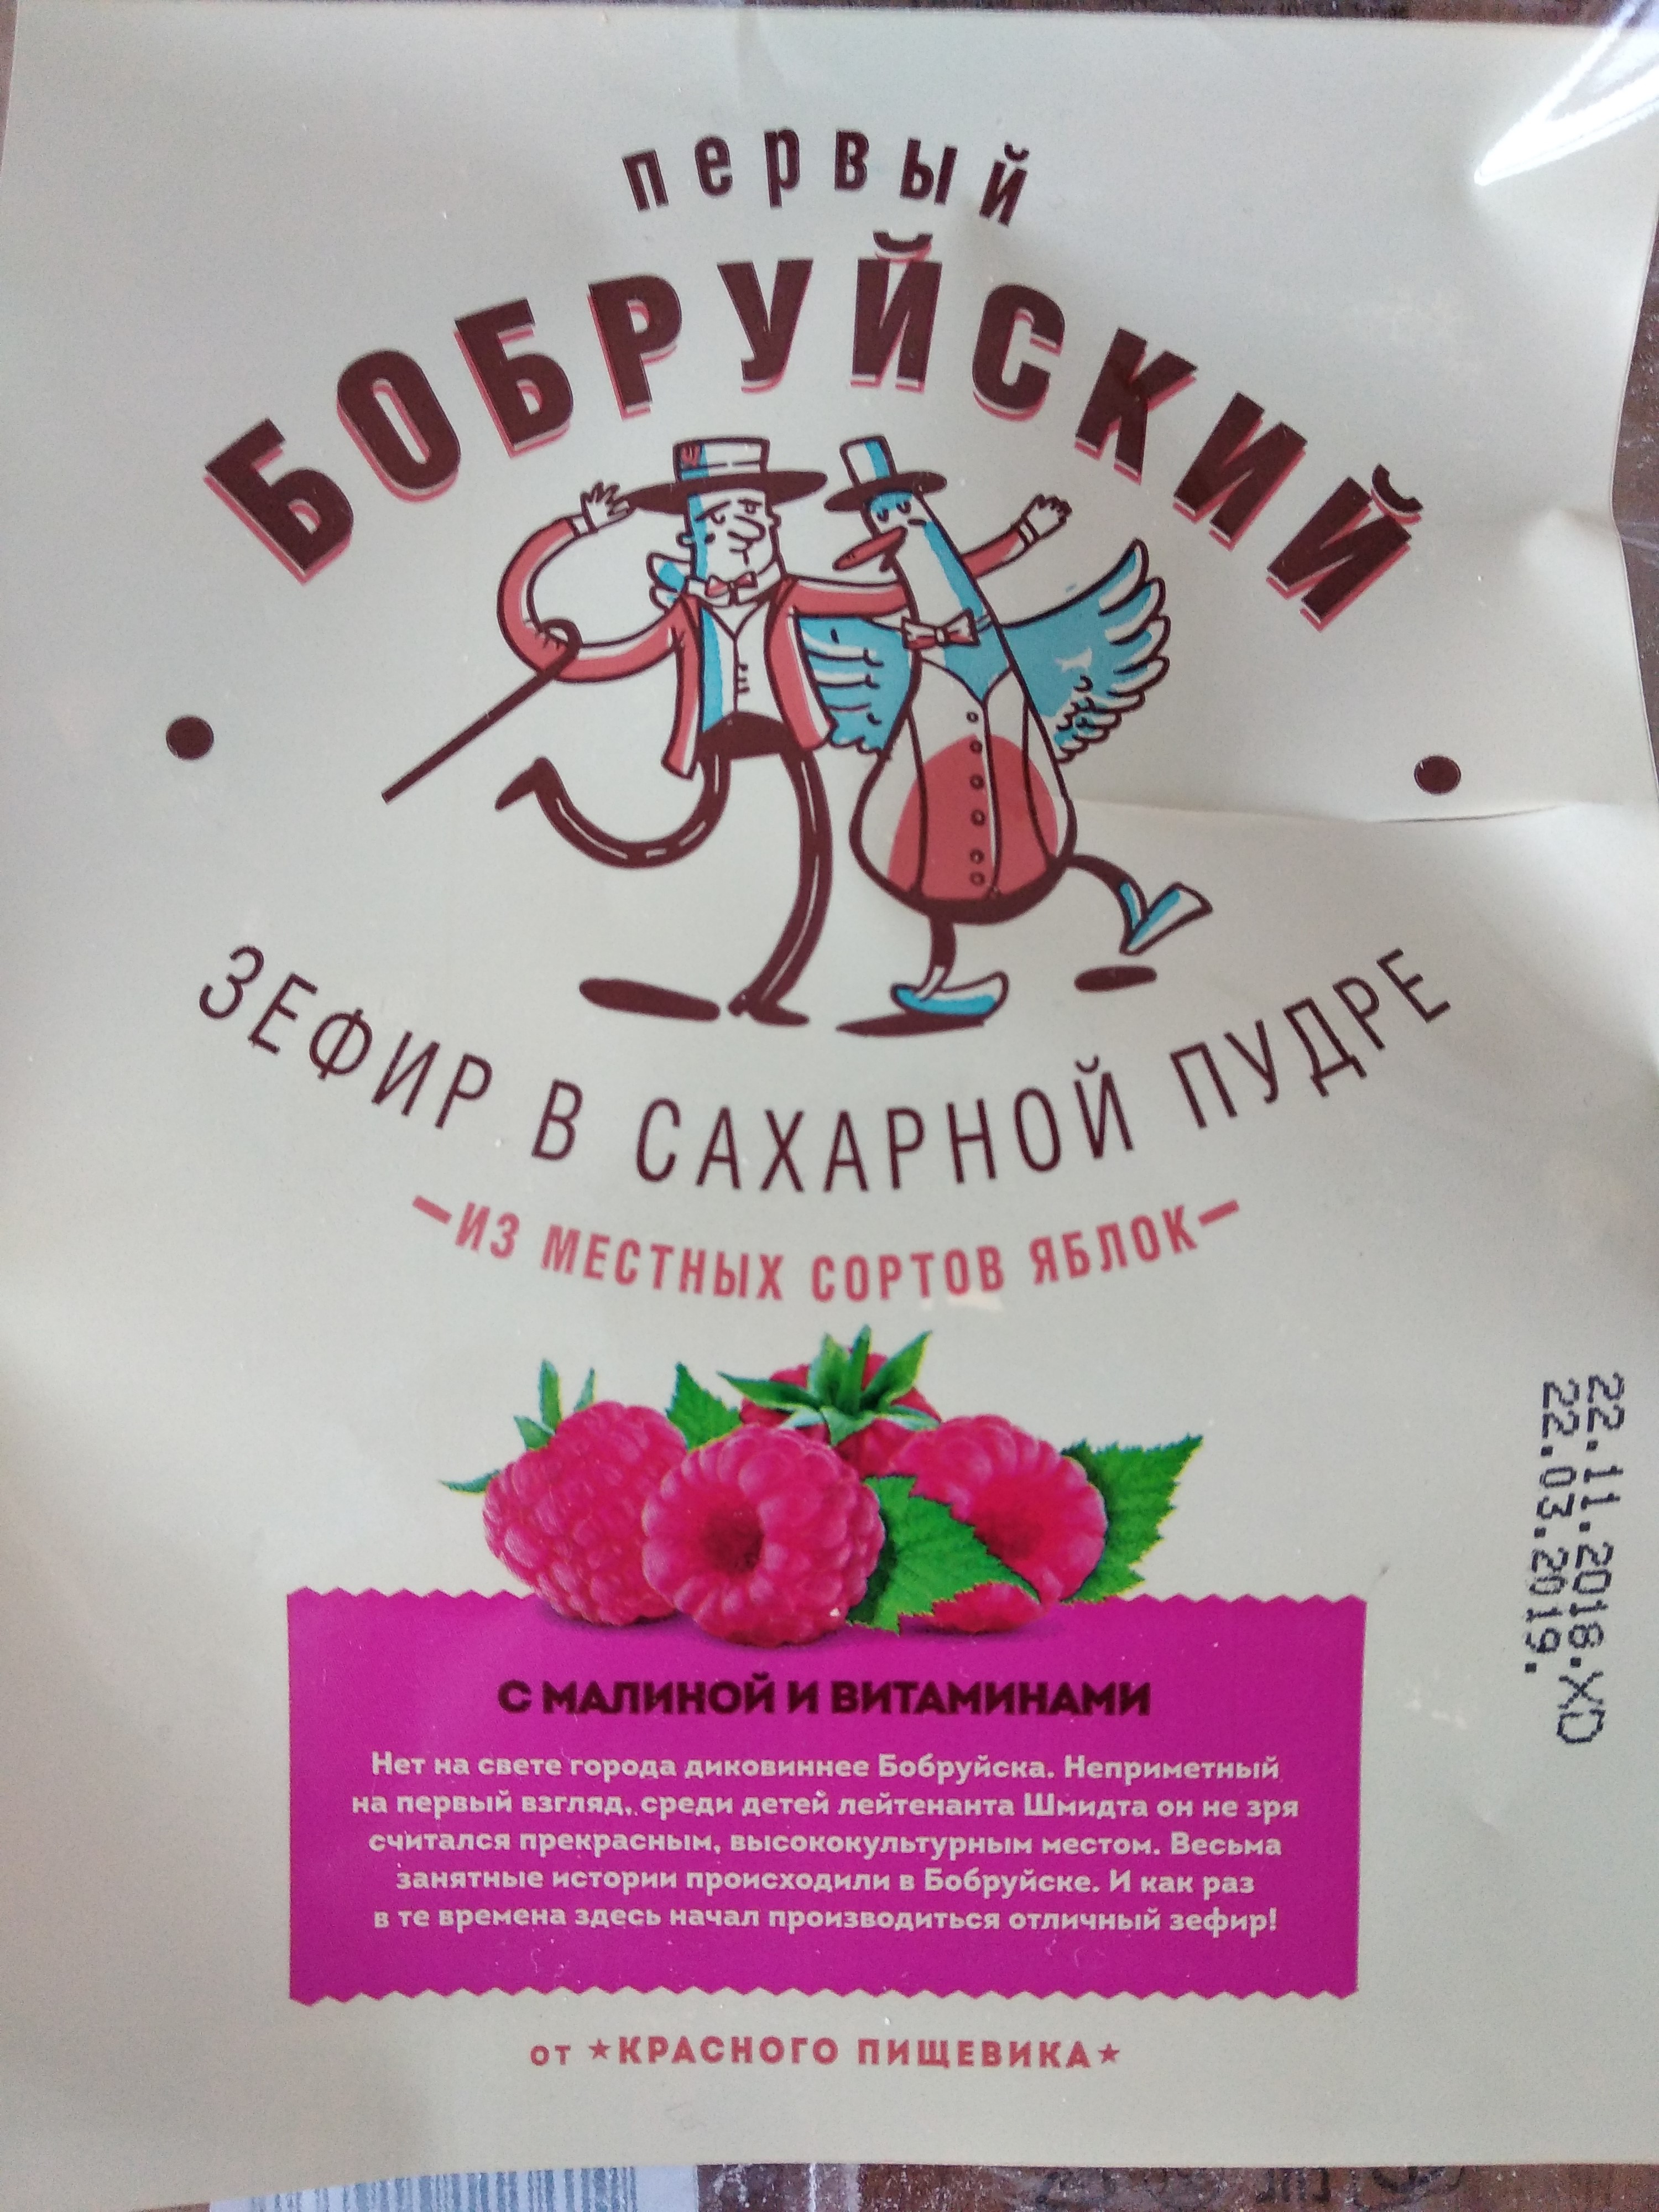 первый
БОБРУЙСКИЙ
ЗЕФИР В САХАРНОЙ ПУДРЕ
ИЗ МЕСТНЫХ СОРТОВ ЯБЛОК
22.11.2018.ХО
22.03.2019.
С МАЛИНОЙ И ВИТАМИНАМИ
Нет на свете города диковиннее Бобруйска. Неприметный
на первый взгляд, среди детей лейтенанта Шмидта он не зря
считался прекрасным, высококультурным местом. Весьма
занятные истории происходили в Бобруйске. И как раз
в те времена здесь начал производиться отличный зефир!
от ★КРАСНОГО ПИЩЕВИКА★